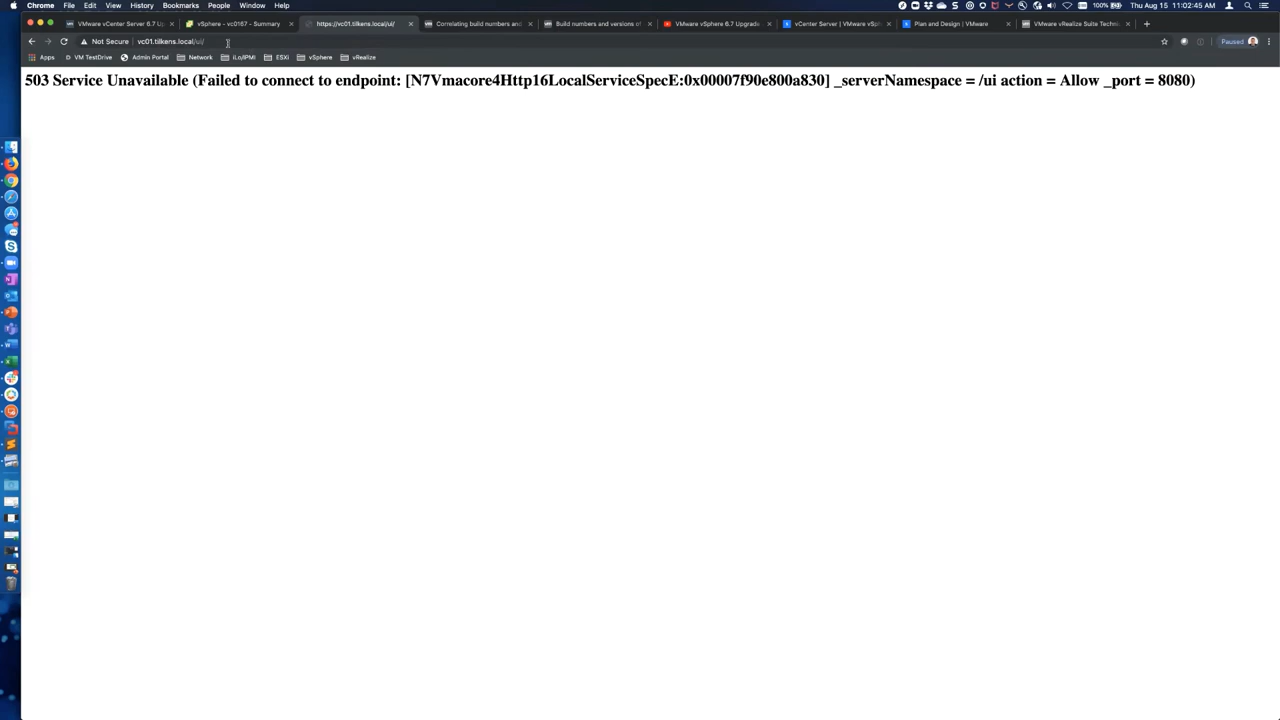 Chrome File Edit View History Bookmarks People Window Help 100% Thu Aug 15 11:02:45 AM
VMware vCenter Server 6.7 Up vSphere - vc0167 - Summary https://vc01.tilkens.local/ui/ Correlating build numbers and Build numbers and versions of VMware vSphere 6.7 Upgrade vCenter Server | VMware vSph Plan and Design | VMware VMware vRealize Suite Techni
Not Secure vc01.tilkens.local/ui/ Paused
Apps VM TestDrive Admin Portal Network iLo/IPMI ESXi vSphere vRealize
503 Service Unavailable (Failed to connect to endpoint: [N7Vmacore4Http16LocalServiceSpecE:0x00007f90e800a830] _serverNamespace = /ui action = Allow _port = 8080)